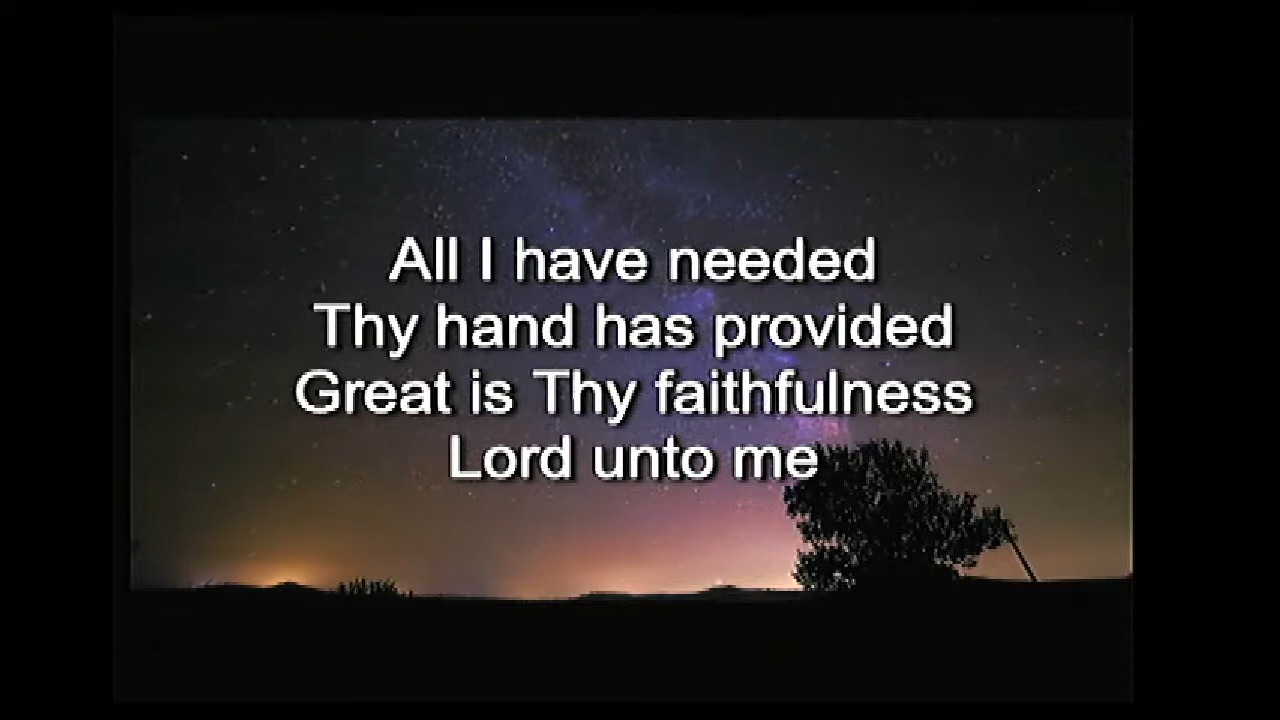 All I have needed
Thy hand has provided
Great is Thy faithfulness
Lord unto me